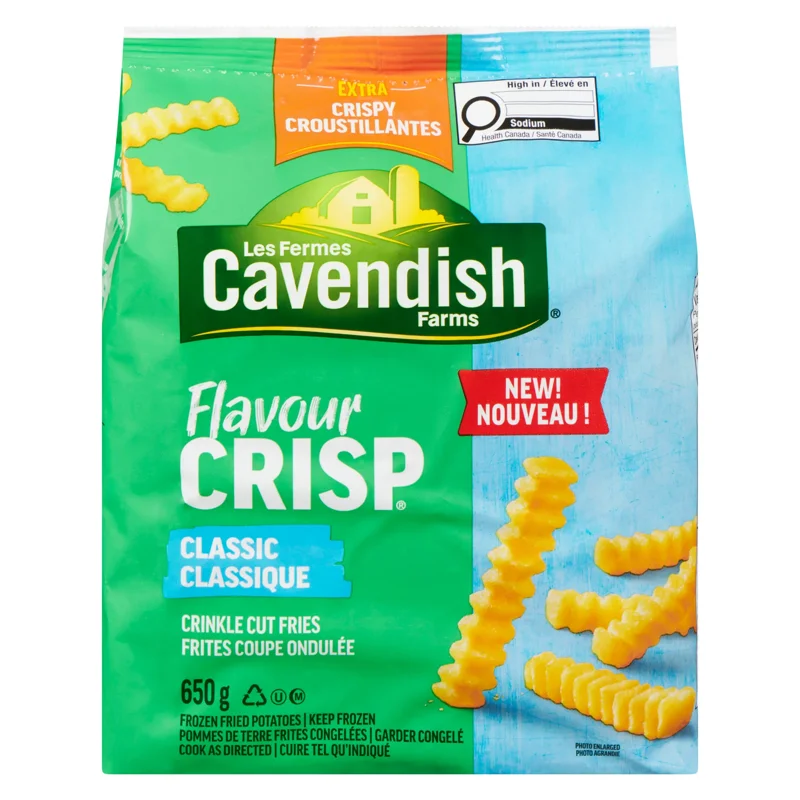 EXTRA
CRISPY
CROUSTILLANTES
High in / Élevé en
Sodium
Health Canada / Santé Canada
Les Fermes
Cavendish
Farms
®
Flavour
CRISP®
NEW!
NOUVEAU !
CLASSIC
CLASSIQUE
CRINKLE CUT FRIES
FRITES COUPE ONDULÉE
650 g U M
FROZEN FRIED POTATOES | KEEP FROZEN
POMMES DE TERRE FRITES CONGELÉES | GARDER CONGELÉ
COOK AS DIRECTED | CUIRE TEL QU'INDIQUÉ
PHOTO ENLARGED
PHOTO AGRANDIE